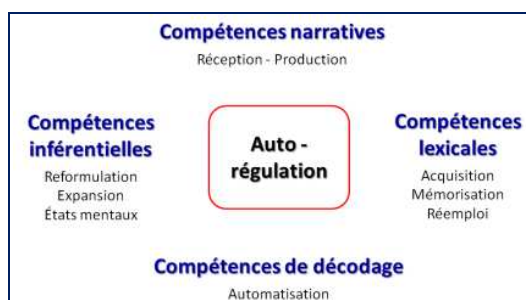 Compétences narratives
Réception - Production
Compétences
inférentielles
Reformulation
Expansion
États mentaux
Auto -
régulation
Compétences
lexicales
Acquisition
Mémorisation
Réemploi
Compétences de décodage
Automatisation